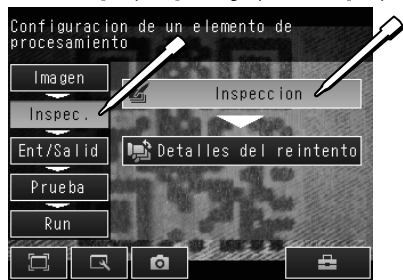 Configuracion de un elemento de
procesamiento
Imagen
Inspeccion
Inspec.
Ent/Salid
Detalles del reintento
Prueba
Run